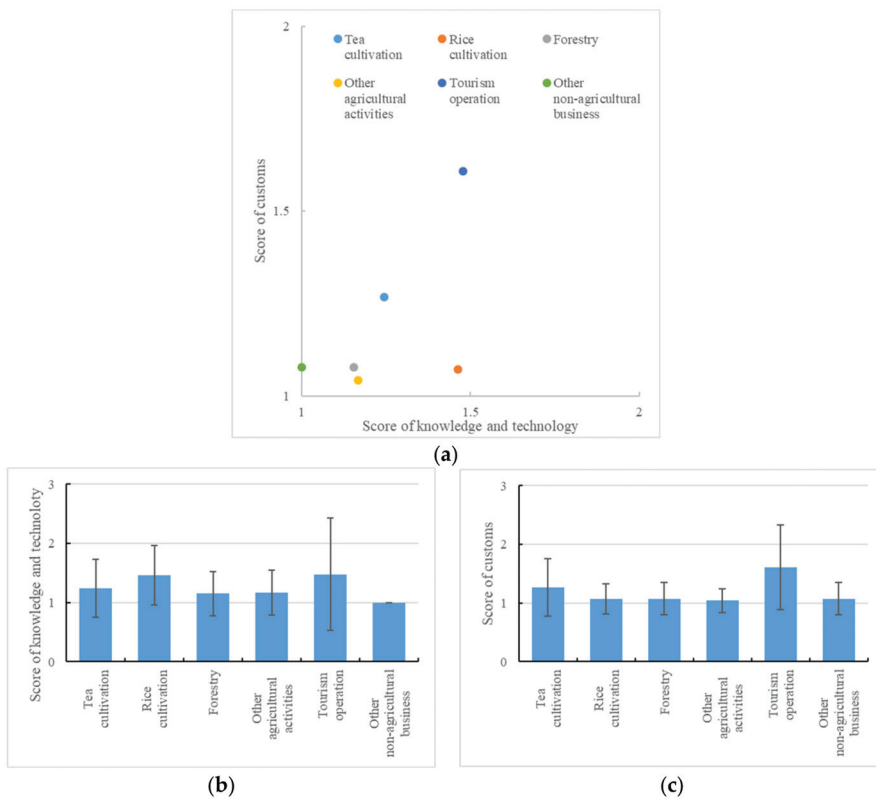 2
Tea
cultivation
Rice
cultivation
Forestry
Other
agricultural
activities
Tourism
operation
Other
non-agricultural
business
Score of customs
1.5
1
1
1.5
2
Score of knowledge and technology
(a)
Score of knowledge and technoloty
3
2
1
0
Tea
cultivation
Rice
cultivation
Forestry
Other
agricultural
activities
Tourism
operation
Other
non-agricultural
business
(b)
Score of customs
3
2
1
0
Tea
cultivation
Rice
cultivation
Forestry
Other
agricultural
activities
Tourism
operation
Other
non-agricultural
business
(c)